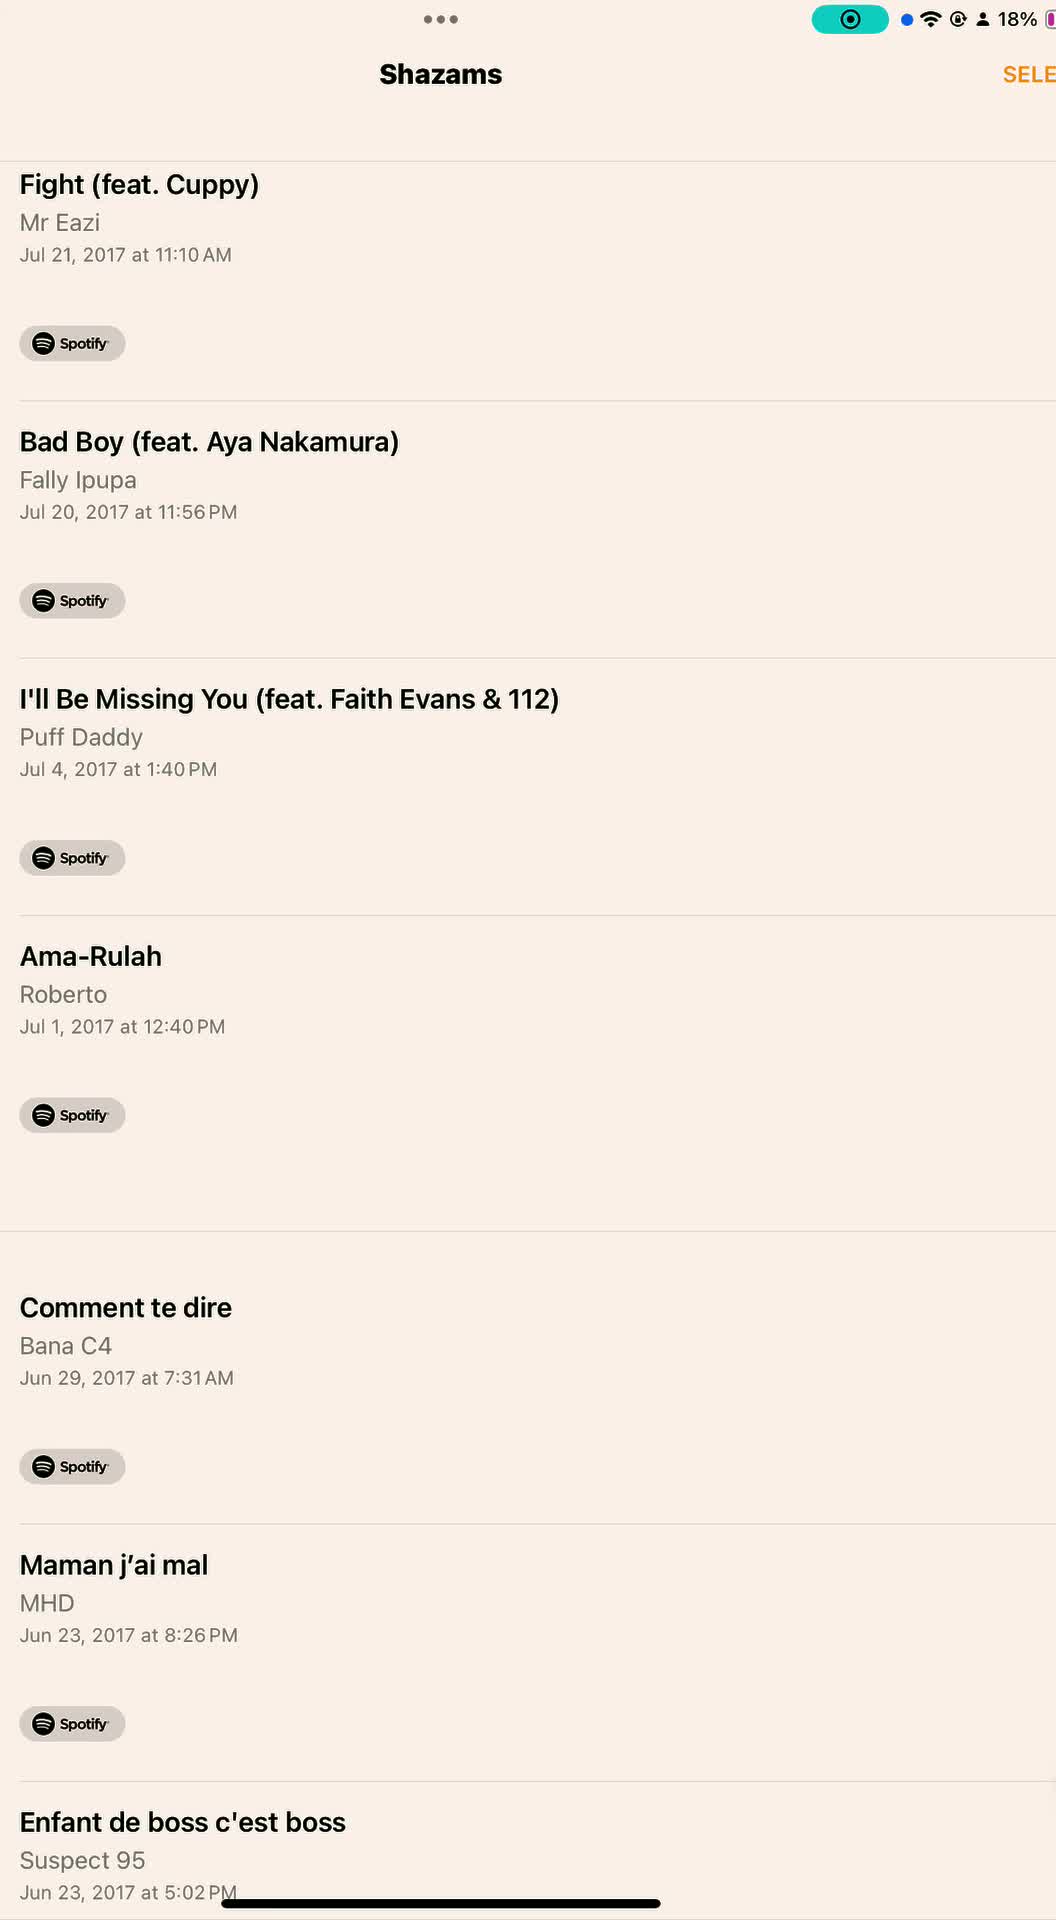 18%
Shazams
SELE
Fight (feat. Cuppy)
Mr Eazi
Jul 21, 2017 at 11:10 AM
Spotify
Bad Boy (feat. Aya Nakamura)
Fally Ipupa
Jul 20, 2017 at 11:56 PM
Spotify
I'll Be Missing You (feat. Faith Evans & 112)
Puff Daddy
Jul 4, 2017 at 1:40 PM
Spotify
Ama-Rulah
Roberto
Jul 1, 2017 at 12:40 PM
Spotify
Comment te dire
Bana C4
Jun 29, 2017 at 7:31 AM
Spotify
Maman j’ai mal
MHD
Jun 23, 2017 at 8:26 PM
Spotify
Enfant de boss c'est boss
Suspect 95
Jun 23, 2017 at 5:02 PM